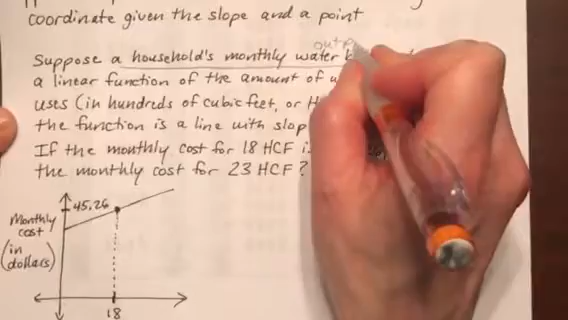 coordinate given the slope and a point
outp
Suppose a household's monthly water
a linear function of the amount of
uses (in hundreds of cubic feet, or
the function is a line with
If the monthly cost for 18 HCF
the monthly cost for 23 HCF?
45.26
Monthly
cost
(in
dollars)
18